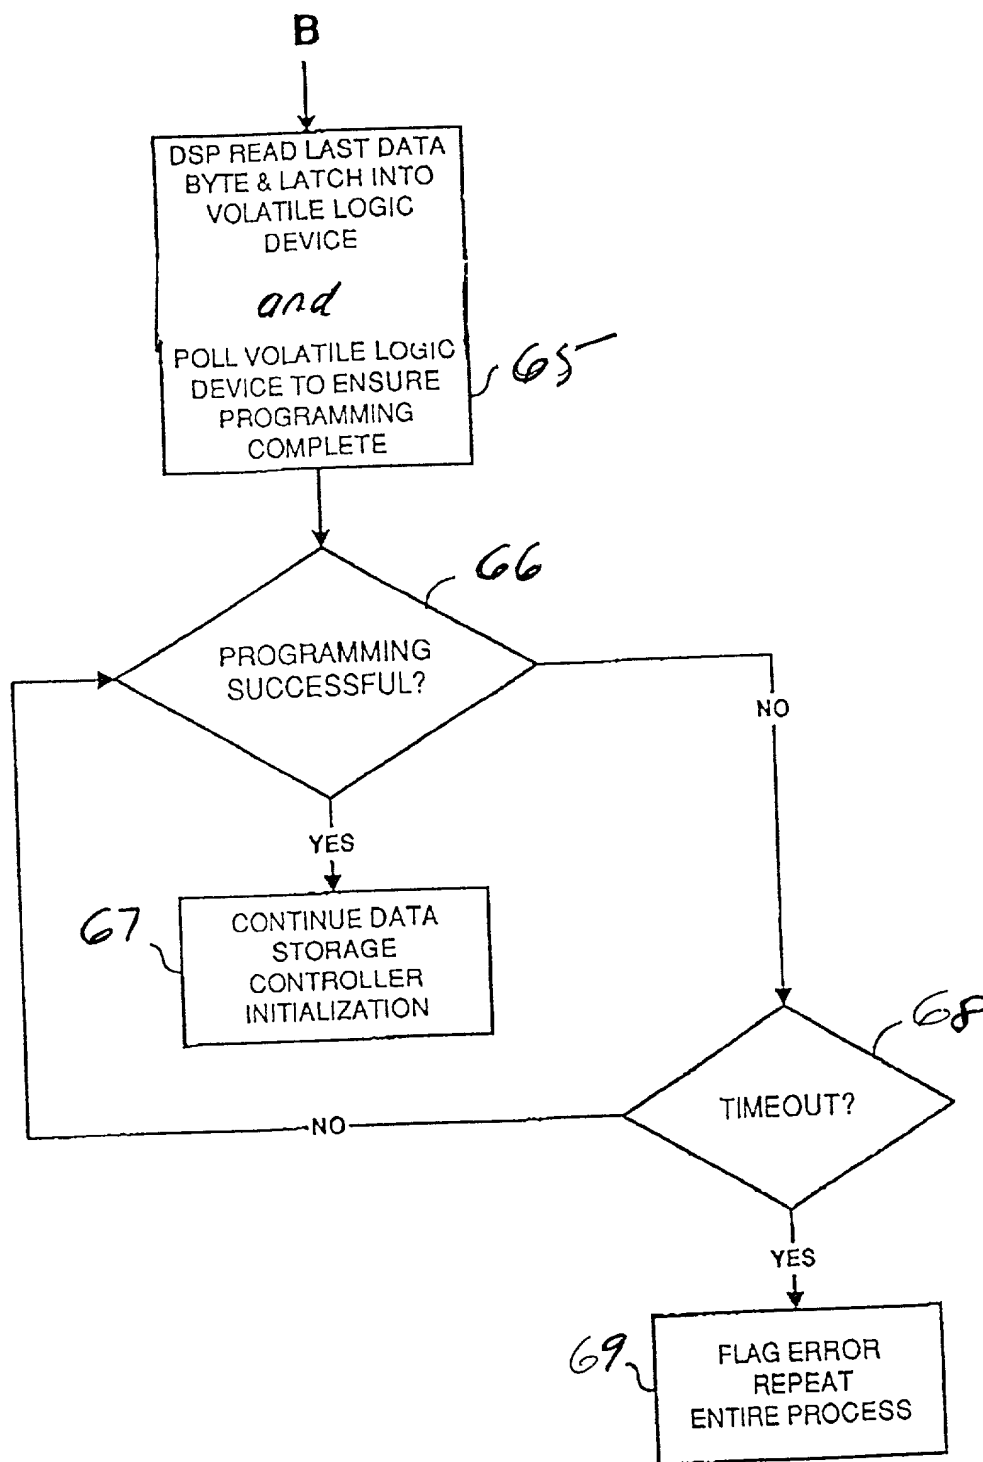 B
DSP READ LAST DATA
BYTE & LATCH INTO
VOLATILE LOGIC
DEVICE
and
POLL VOLATILE LOGIC
DEVICE TO ENSURE
PROGRAMMING
COMPLETE
65
66
PROGRAMMING
SUCCESSFUL?
NO
YES
67
CONTINUE DATA
STORAGE
CONTROLLER
INITIALIZATION
68
TIMEOUT?
NO
YES
69
FLAG ERROR
REPEAT
ENTIRE PROCESS